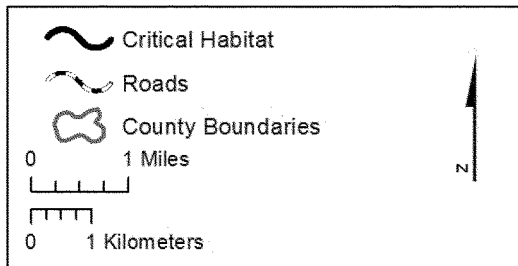 Critical Habitat
Roads
County Boundaries
0 1 Miles
0 1 Kilometers
N